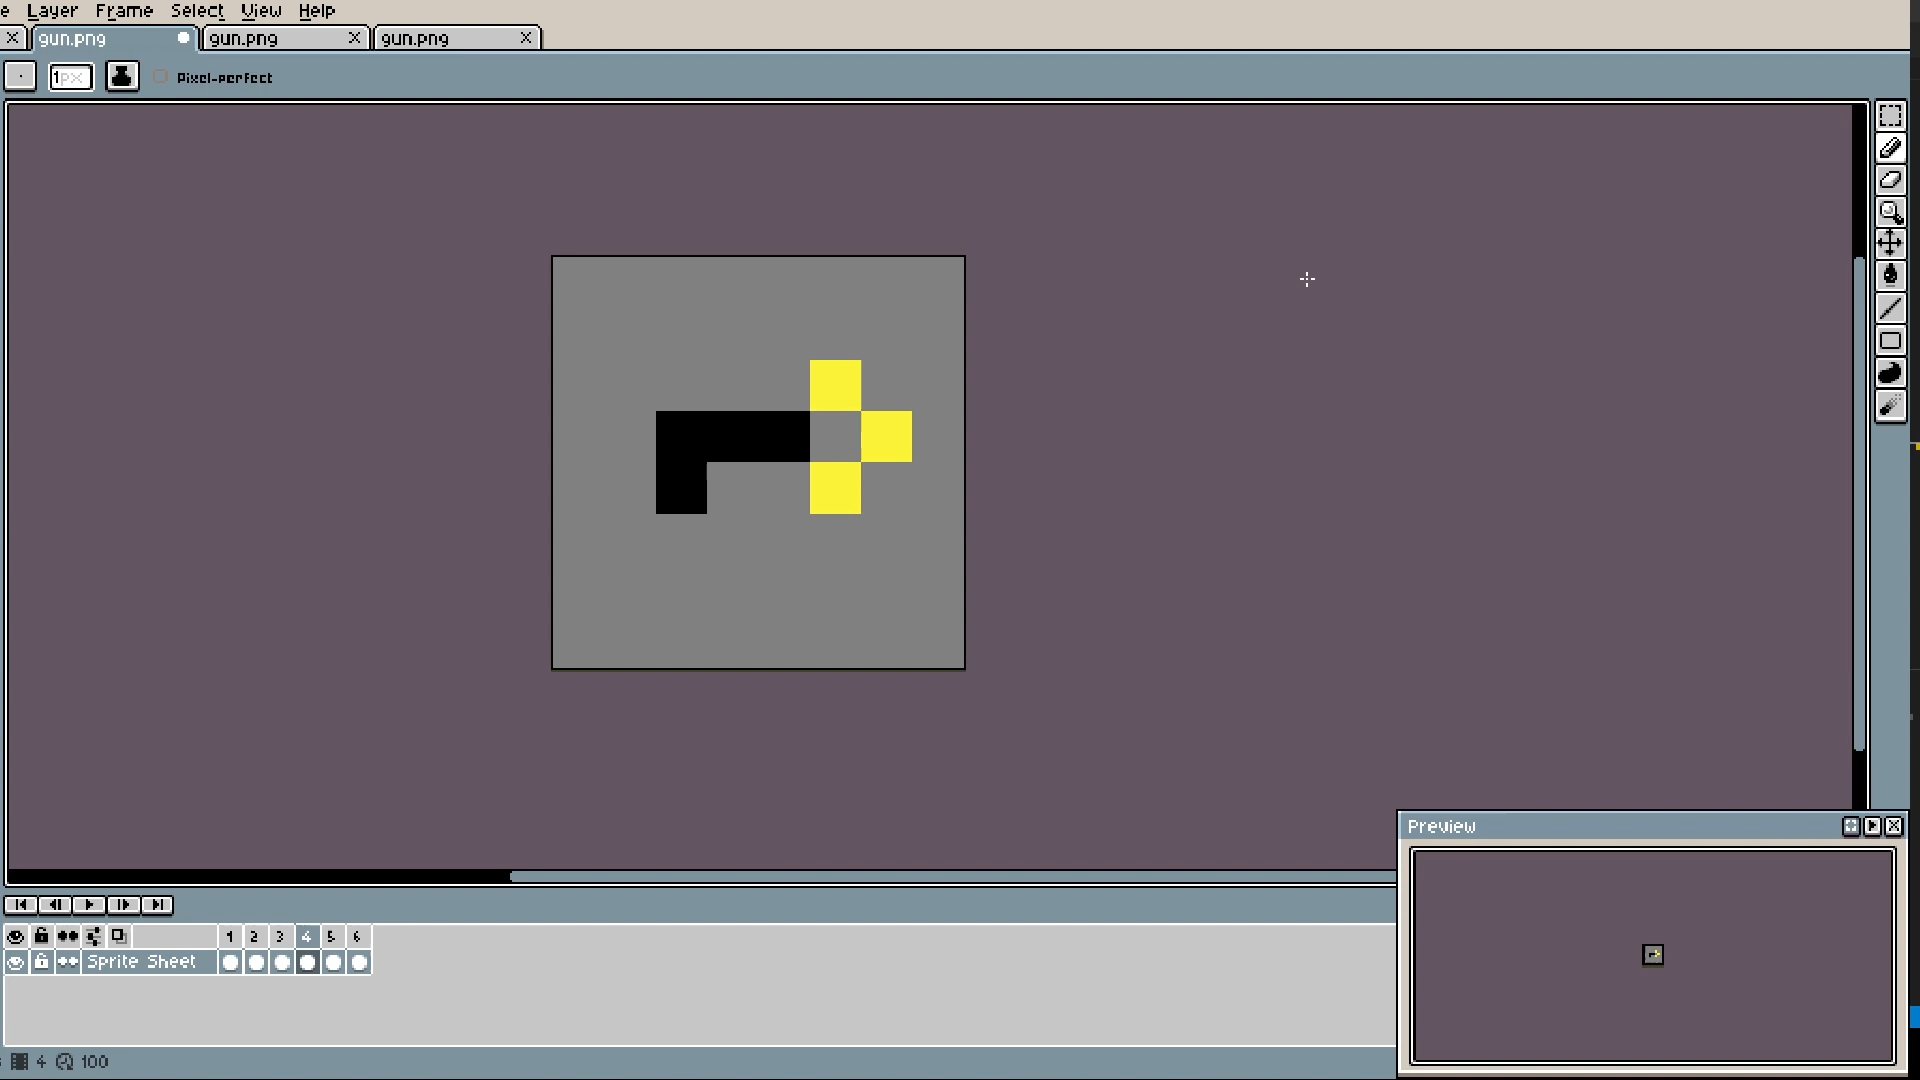 e Layer Frame Select View Help
gun.png gun.png gun.png
1px Pixel-perfect
Preview
1 2 3 4 5 6
Sprite Sheet
4 100